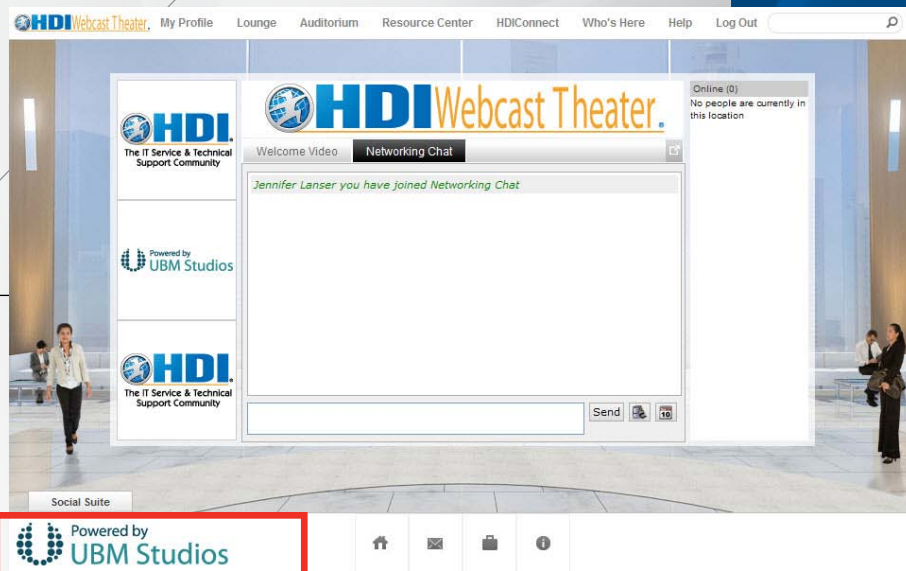 HDI Webcast Theater. My Profile Lounge Auditorium Resource Center HDIConnect Who's Here Help Log Out
HDI.
The IT Service & Technical
Support Community
Powered by
UBM Studios
HDI.
The IT Service & Technical
Support Community
HDI Webcast Theater.
Welcome Video Networking Chat
Jennifer Lanser you have joined Networking Chat
Send 10
Online (0)
No people are currently in
this location
Social Suite
Powered by
UBM Studios